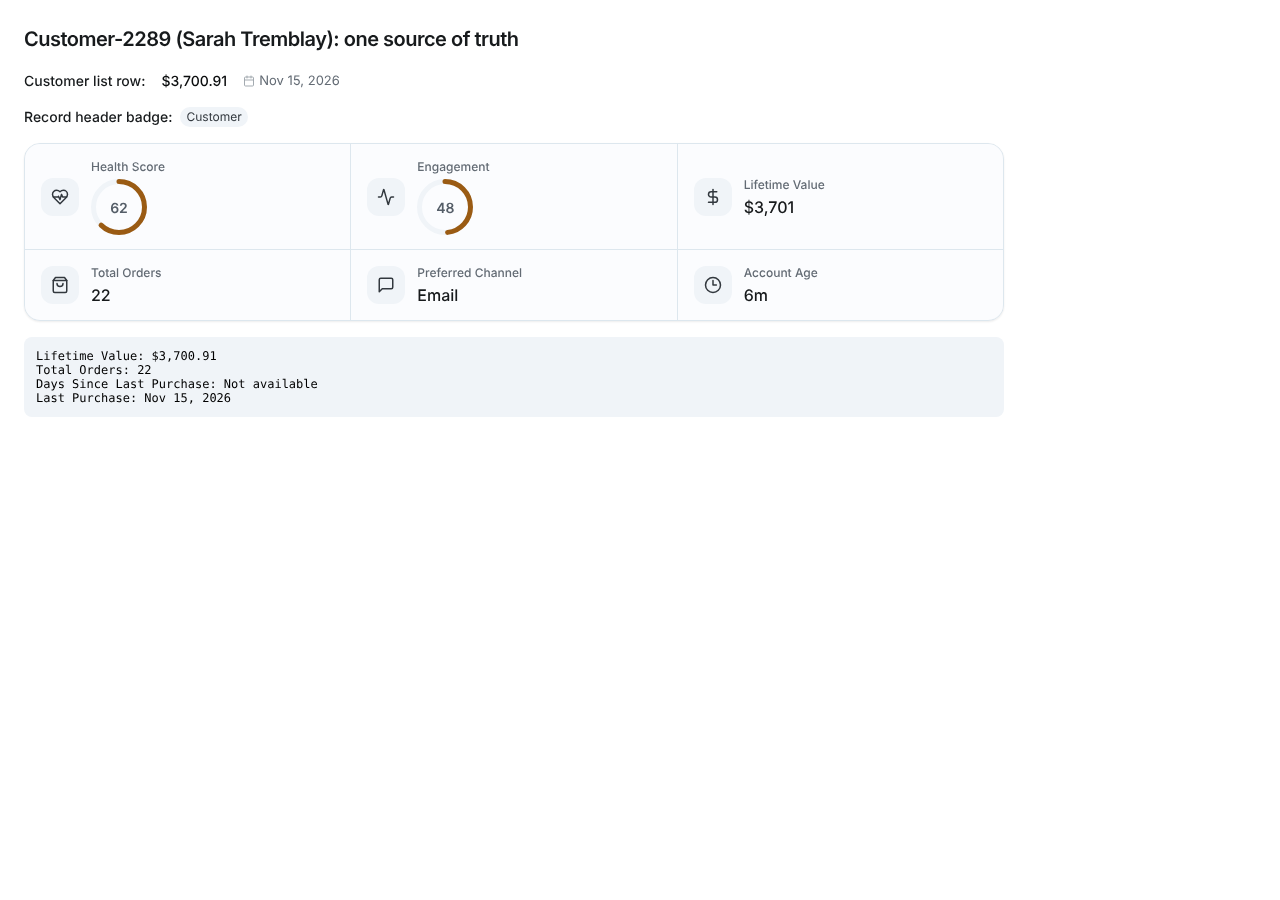 Customer-2289 (Sarah Tremblay): one source of truth
Customer list row: $3,700.91 Nov 15, 2026
Record header badge: Customer
Health Score
62
Engagement
48
Lifetime Value
$3,701
Total Orders
22
Preferred Channel
Email
Account Age
6m
Lifetime Value: $3,700.91
Total Orders: 22
Days Since Last Purchase: Not available
Last Purchase: Nov 15, 2026